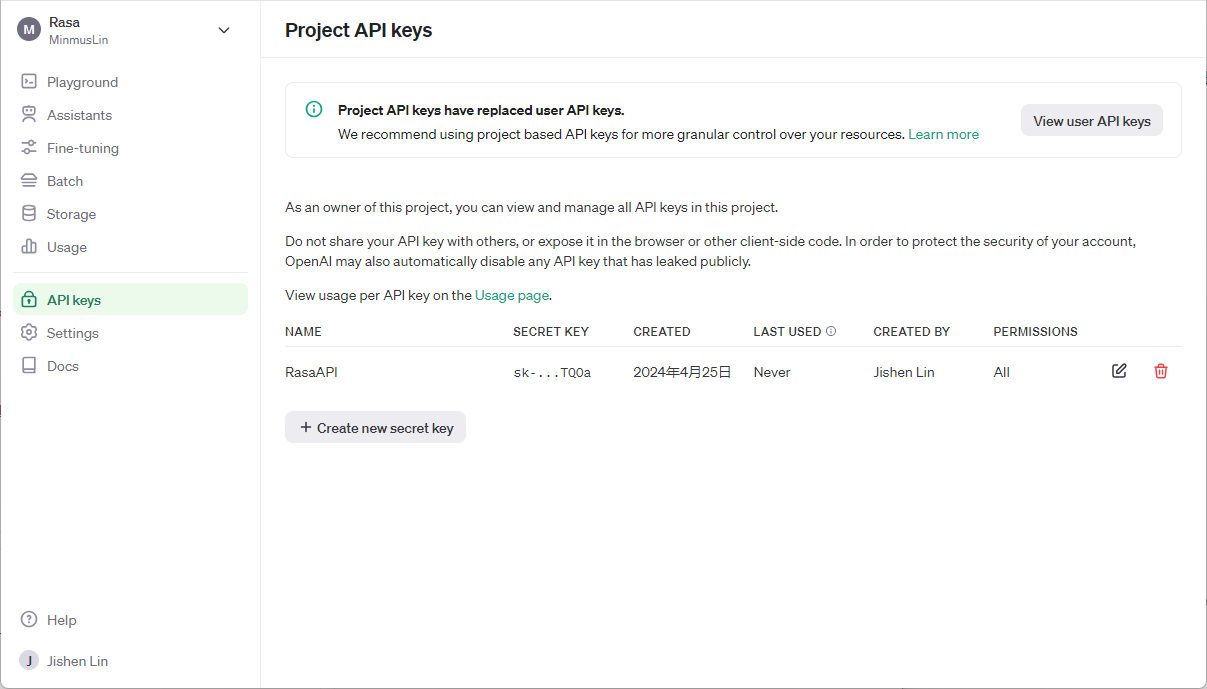 M
Rasa
MinmusLin
Playground
Assistants
Fine-tuning
Batch
Storage
Usage
API keys
Settings
Docs
Help
J
Jishen Lin
Project API keys
Project API keys have replaced user API keys.
We recommend using project based API keys for more granular control over your resources. Learn more
View user API keys
As an owner of this project, you can view and manage all API keys in this project.
Do not share your API key with others, or expose it in the browser or other client-side code. In order to protect the security of your account,
OpenAI may also automatically disable any API key that has leaked publicly.
View usage per API key on the Usage page.
NAME SECRET KEY CREATED LAST USED CREATED BY PERMISSIONS
RasaAPI sk-...TQOa 2024年4月25日 Never Jishen Lin All
+ Create new secret key